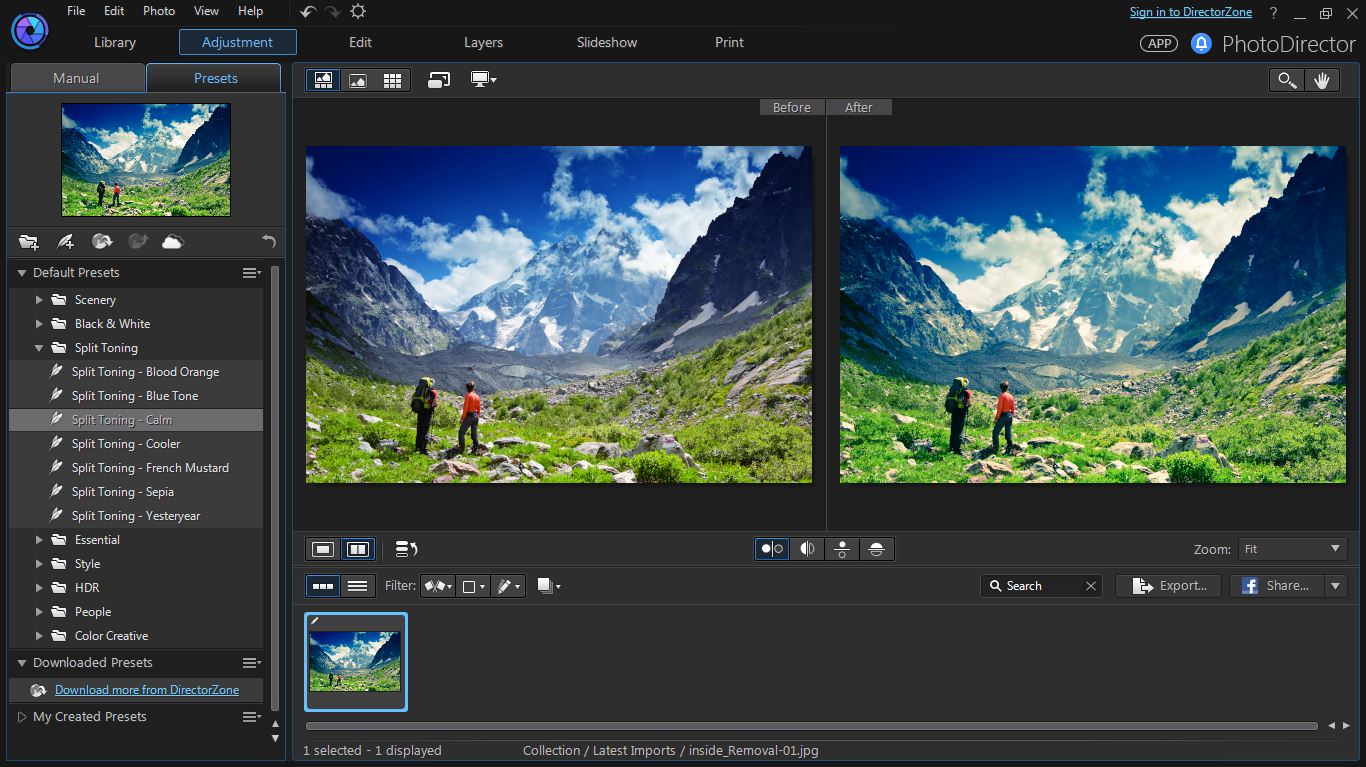 File Edit Photo View Help
Sign in to DirectorZone ?
Library Adjustment Edit Layers Slideshow Print
APP PhotoDirector
Manual Presets
Before After
Default Presets
Scenery
Black & White
Split Toning
Split Toning - Blood Orange
Split Toning - Blue Tone
Split Toning - Calm
Split Toning - Cooler
Split Toning - French Mustard
Split Toning - Sepia
Split Toning - Yesteryear
Essential
Style
HDR
People
Color Creative
Downloaded Presets
Download more from DirectorZone
My Created Presets
Zoom: Fit
Filter: Search Export... Share...
1 selected - 1 displayed Collection / Latest Imports / inside_Removal-01.jpg